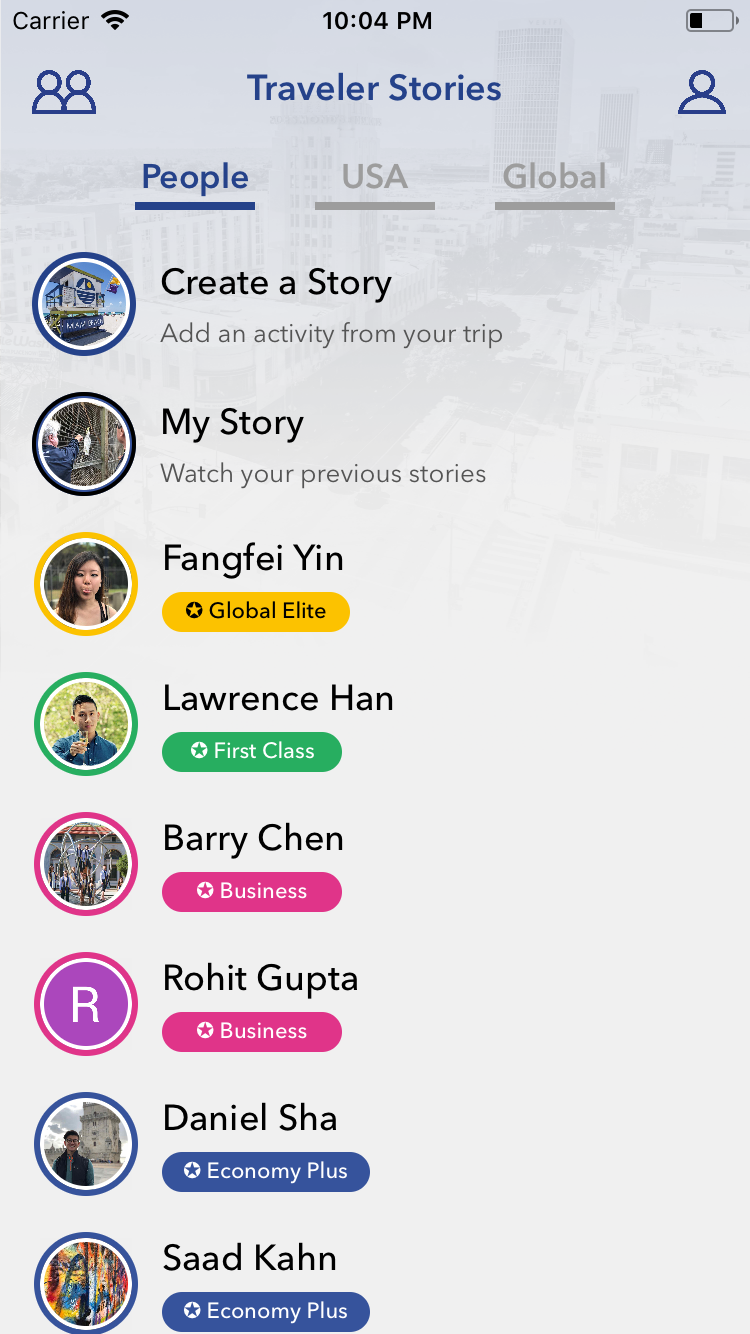 Carrier 10:04 PM
Traveler Stories
People USA Global
Create a Story
Add an activity from your trip
My Story
Watch your previous stories
Fangfei Yin
✪ Global Elite
Lawrence Han
✪ First Class
Barry Chen
✪ Business
R
Rohit Gupta
✪ Business
Daniel Sha
✪ Economy Plus
Saad Kahn
✪ Economy Plus